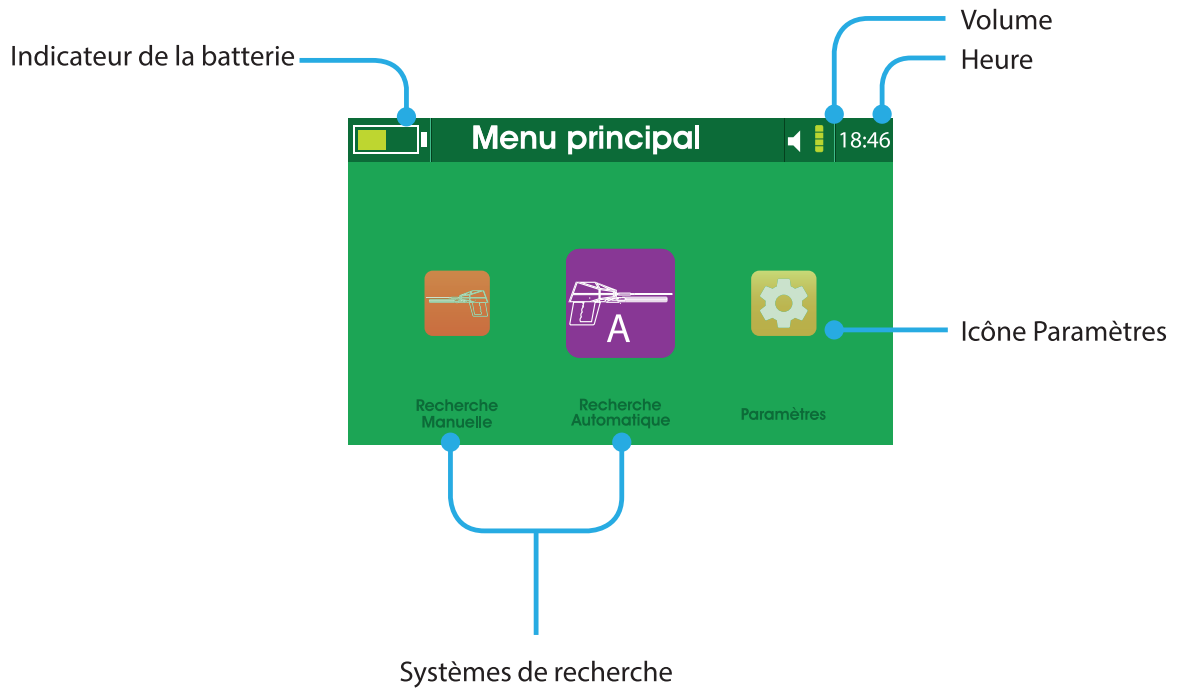 Volume
Indicateur de la batterie
Heure
Menu principal
18:46
A
Icône Paramètres
Recherche
Manuelle
Recherche
Automatique
Paramètres
Systèmes de recherche